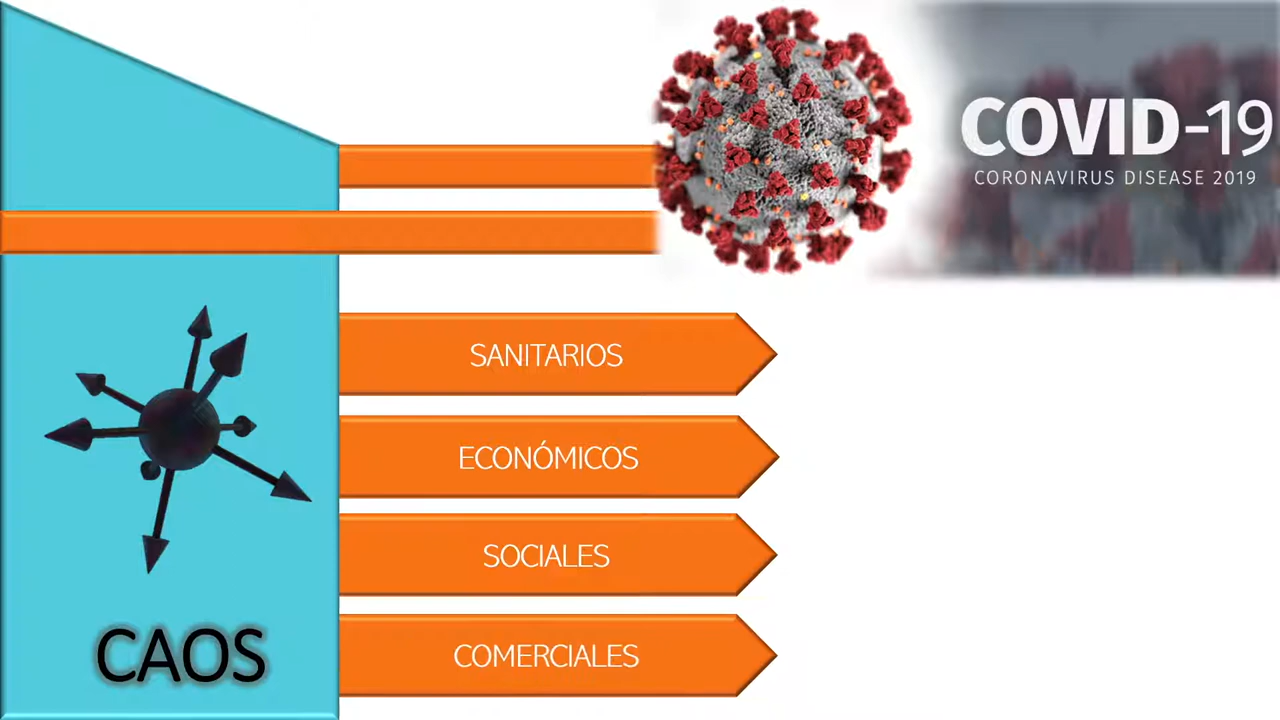 COVID-19
CORONAVIRUS DISEASE 2019
SANITARIOS
ECONÓMICOS
SOCIALES
COMERCIALES
CAOS